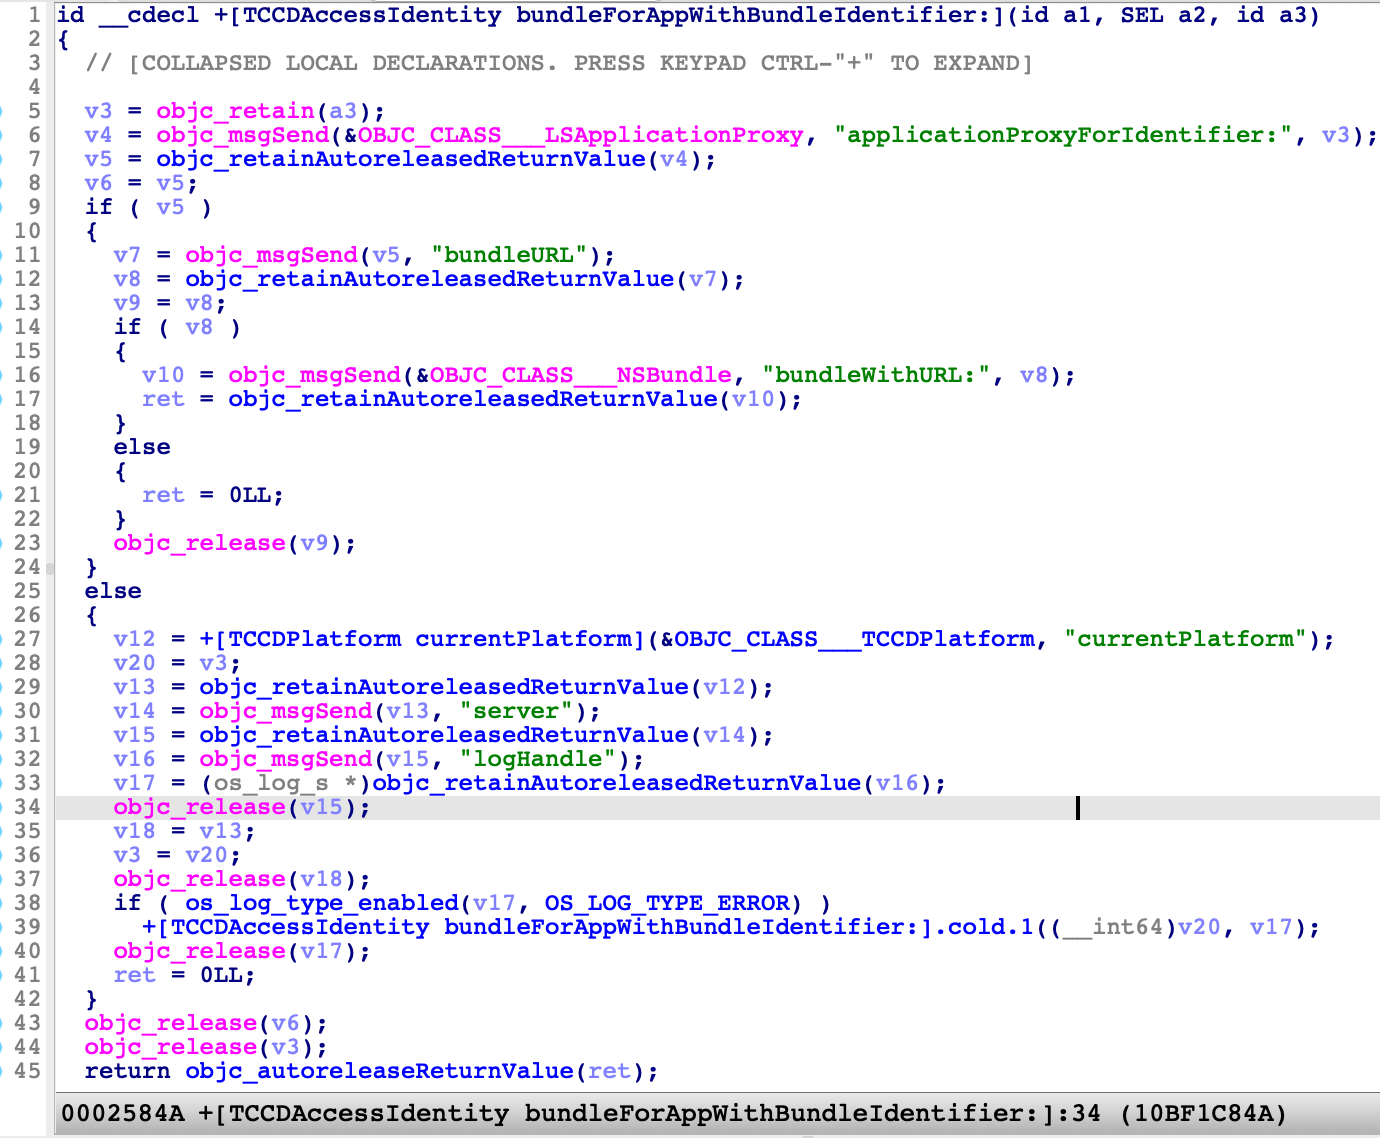 1 id __cdecl +[TCCDAccessIdentity bundleForAppWithBundleIdentifier:](id a1, SEL a2, id a3)
2 {
3   // [COLLAPSED LOCAL DECLARATIONS. PRESS KEYPAD CTRL-"+" TO EXPAND]
4
5   v3 = objc_retain(a3);
6   v4 = objc_msgSend(&OBJC_CLASS___LSApplicationProxy, "applicationProxyForIdentifier:", v3);
7   v5 = objc_retainAutoreleasedReturnValue(v4);
8   v6 = v5;
9   if ( v5 )
10   {
11     v7 = objc_msgSend(v5, "bundleURL");
12     v8 = objc_retainAutoreleasedReturnValue(v7);
13     v9 = v8;
14     if ( v8 )
15     {
16       v10 = objc_msgSend(&OBJC_CLASS___NSBundle, "bundleWithURL:", v8);
17       ret = objc_retainAutoreleasedReturnValue(v10);
18     }
19     else
20     {
21       ret = 0LL;
22     }
23     objc_release(v9);
24   }
25   else
26   {
27     v12 = +[TCCDPlatform currentPlatform](&OBJC_CLASS___TCCDPlatform, "currentPlatform");
28     v20 = v3;
29     v13 = objc_retainAutoreleasedReturnValue(v12);
30     v14 = objc_msgSend(v13, "server");
31     v15 = objc_retainAutoreleasedReturnValue(v14);
32     v16 = objc_msgSend(v15, "logHandle");
33     v17 = (os_log_s *)objc_retainAutoreleasedReturnValue(v16);
34     objc_release(v15);
35     v18 = v13;
36     v3 = v20;
37     objc_release(v18);
38     if ( os_log_type_enabled(v17, OS_LOG_TYPE_ERROR) )
39       +[TCCDAccessIdentity bundleForAppWithBundleIdentifier:].cold.1((__int64)v20, v17);
40     objc_release(v17);
41     ret = 0LL;
42   }
43   objc_release(v6);
44   objc_release(v3);
45   return objc_autoreleaseReturnValue(ret);
0002584A +[TCCDAccessIdentity bundleForAppWithBundleIdentifier:]:34 (10BF1C84A)